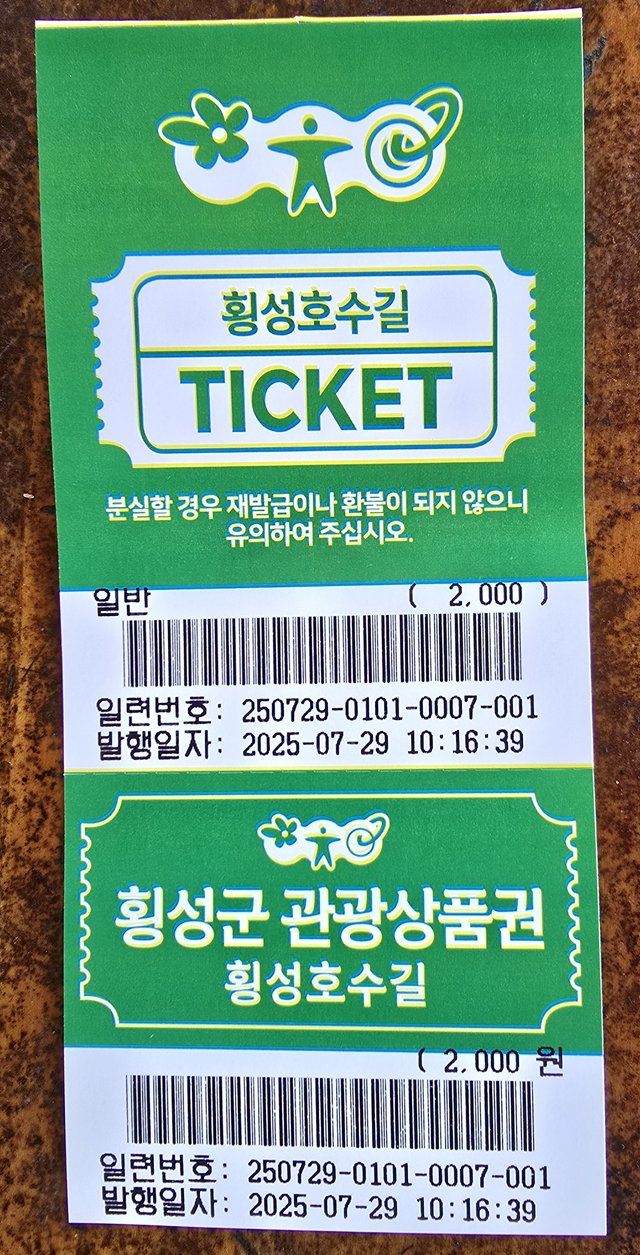 횡성호수길
TICKET
분실할 경우 재발급이나 환불이 되지 않으니
유의하여 주십시오.
일반 ( 2,000 )
일련번호: 250729-0101-0007-001
발행일자: 2025-07-29 10:16:39
횡성군 관광상품권
횡성호수길
( 2,000 원
일련번호: 250729-0101-0007-001
발행일자: 2025-07-29 10:16:39